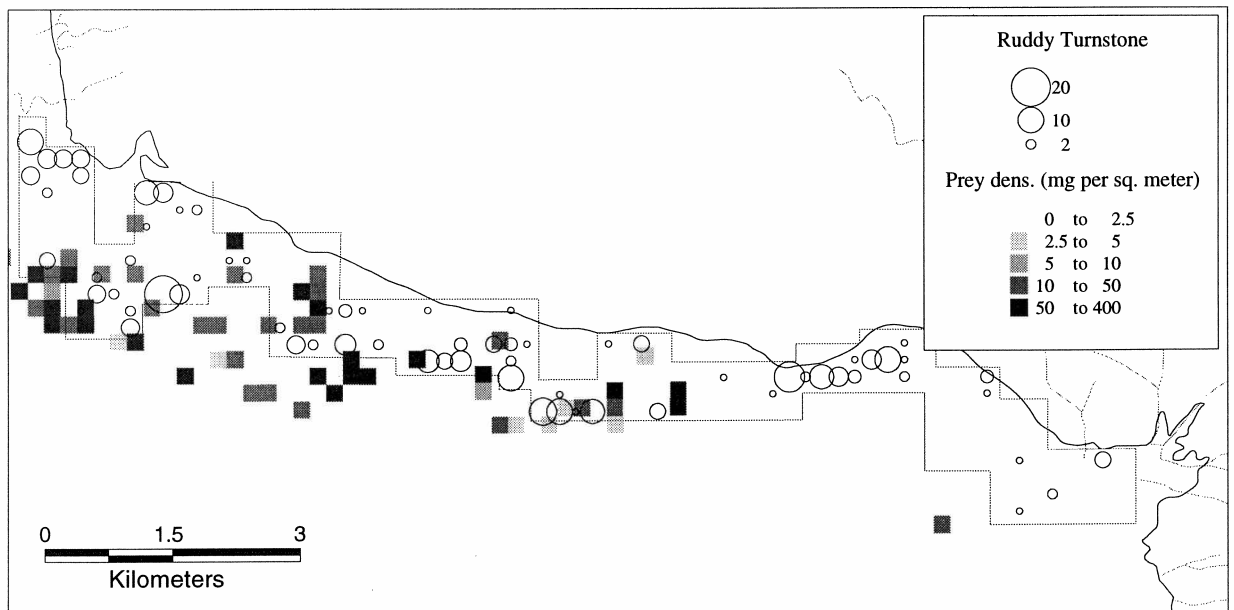 Ruddy Turnstone
20
10
2
Prey dens. (mg per sq. meter)
0 to 2.5
2.5 to 5
5 to 10
10 to 50
50 to 400
0 1.5 3
Kilometers